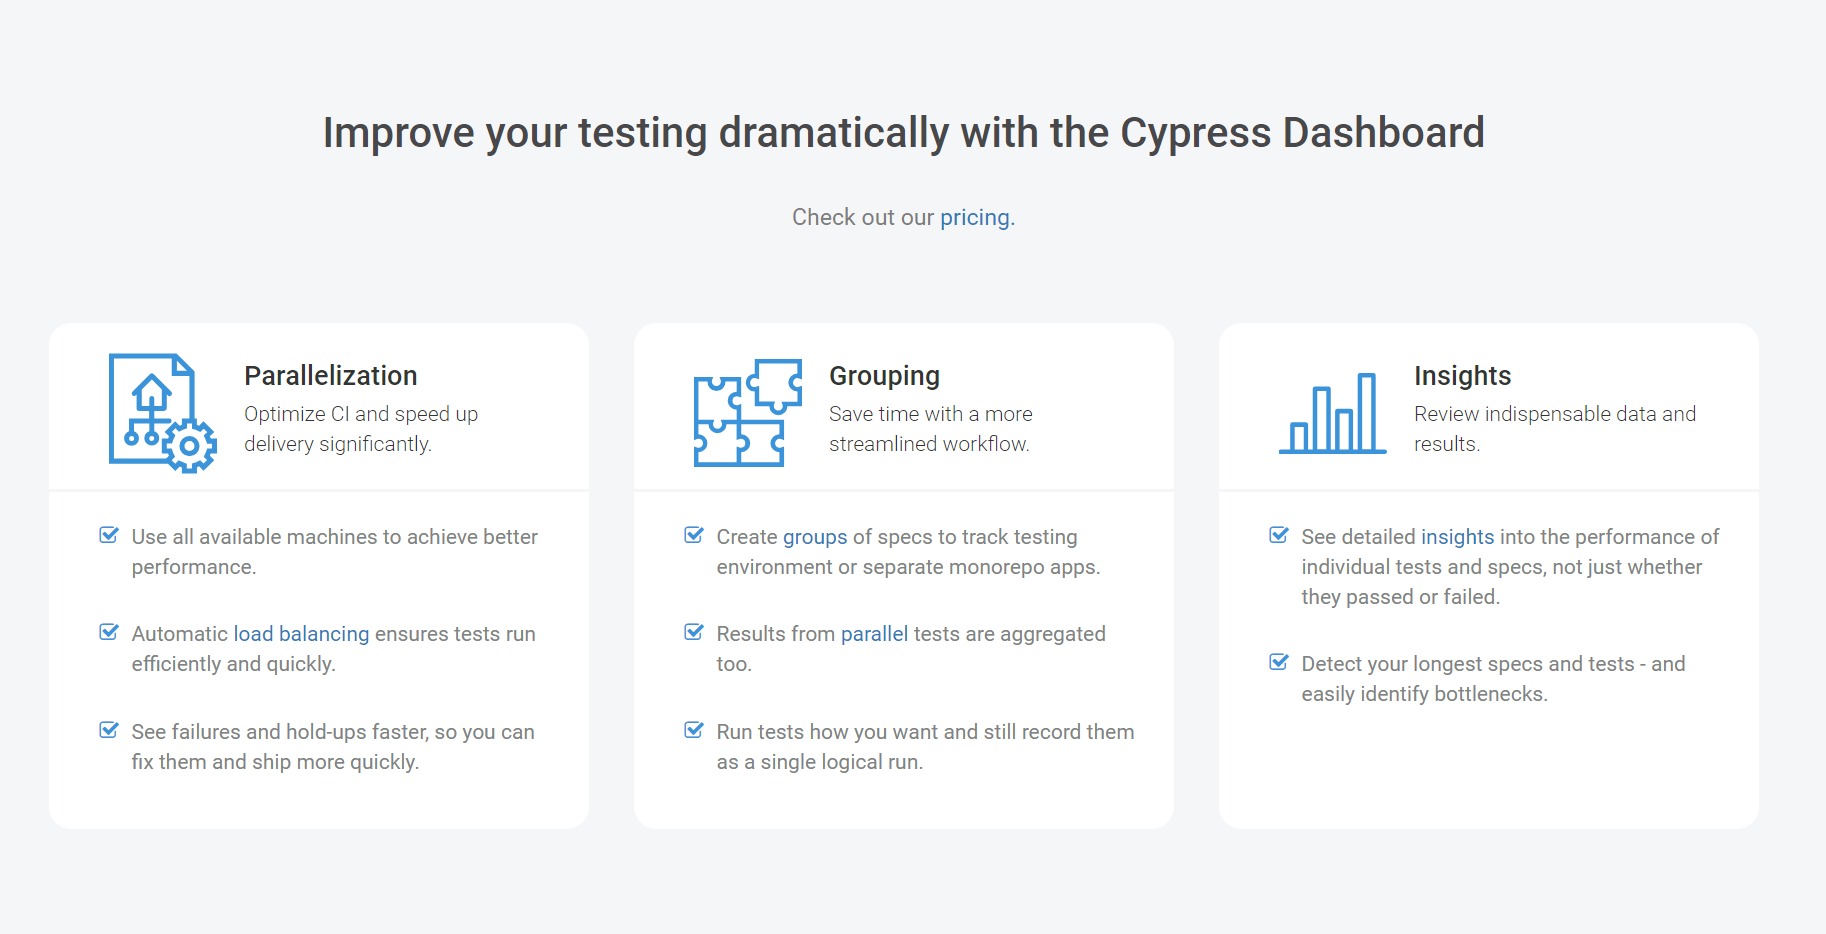 Improve your testing dramatically with the Cypress Dashboard
Check out our pricing.
Parallelization
Optimize CI and speed up
delivery significantly.
Use all available machines to achieve better
performance.
Automatic load balancing ensures tests run
efficiently and quickly.
See failures and hold-ups faster, so you can
fix them and ship more quickly.
Grouping
Save time with a more
streamlined workflow.
Create groups of specs to track testing
environment or separate monorepo apps.
Results from parallel tests are aggregated
too.
Run tests how you want and still record them
as a single logical run.
Insights
Review indispensable data and
results.
See detailed insights into the performance of
individual tests and specs, not just whether
they passed or failed.
Detect your longest specs and tests - and
easily identify bottlenecks.